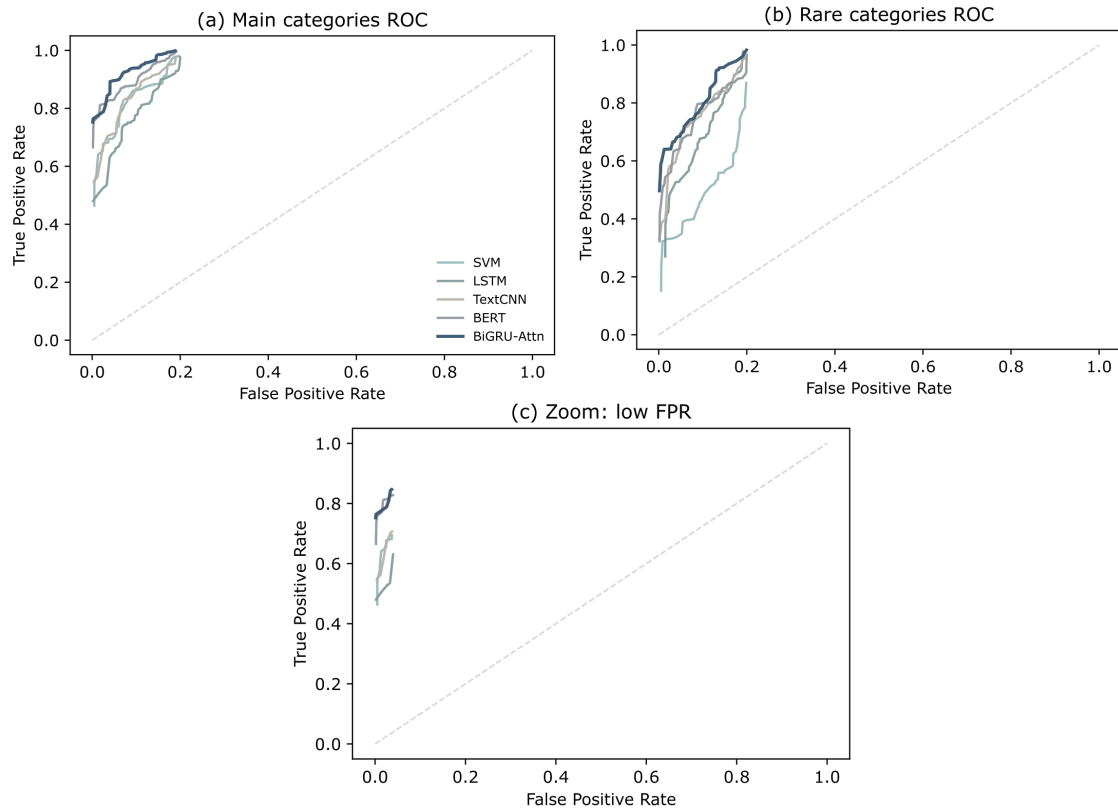 (a) Main categories ROC
True Positive Rate
1.0
0.8
0.6
0.4
0.2
0.0
SVM
LSTM
TextCNN
BERT
BiGRU-Attn
0.0 0.2 0.4 0.6 0.8 1.0
False Positive Rate
(b) Rare categories ROC
True Positive Rate
1.0
0.8
0.6
0.4
0.2
0.0
0.0 0.2 0.4 0.6 0.8 1.0
False Positive Rate
(c) Zoom: low FPR
True Positive Rate
1.0
0.8
0.6
0.4
0.2
0.0
0.0 0.2 0.4 0.6 0.8 1.0
False Positive Rate